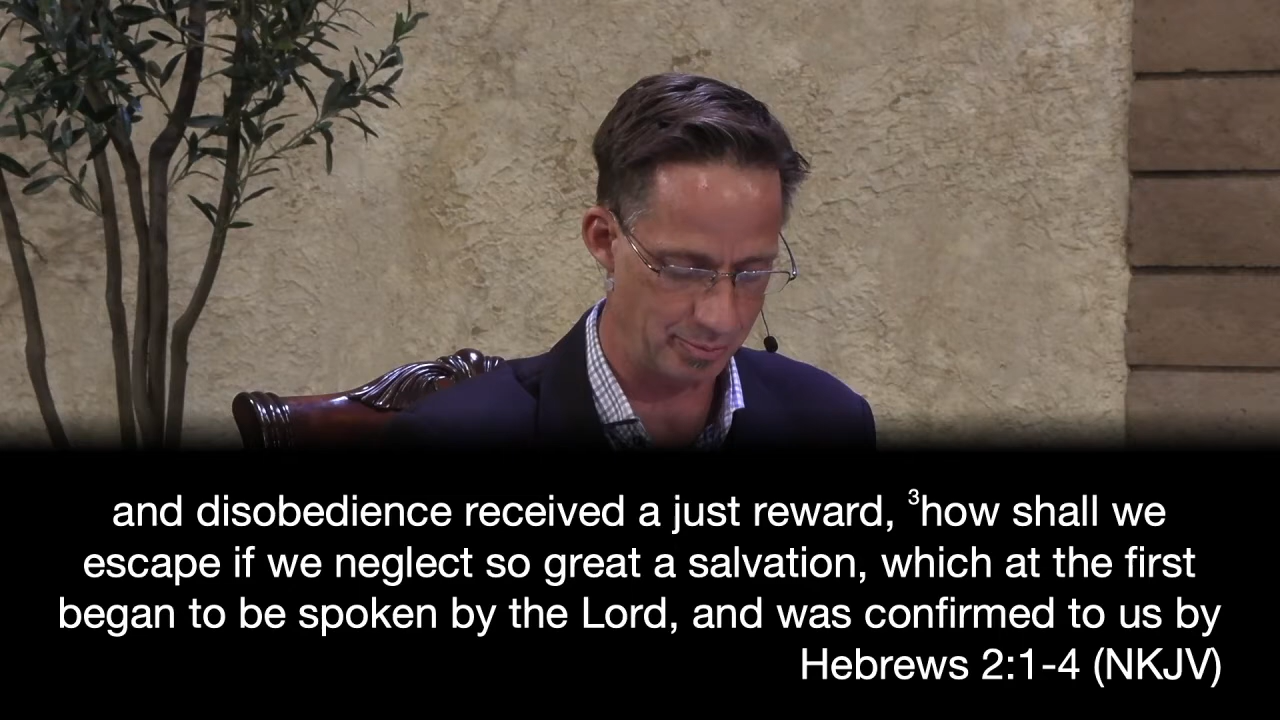 and disobedience received a just reward, ³how shall we
escape if we neglect so great a salvation, which at the first
began to be spoken by the Lord, and was confirmed to us by
Hebrews 2:1-4 (NKJV)